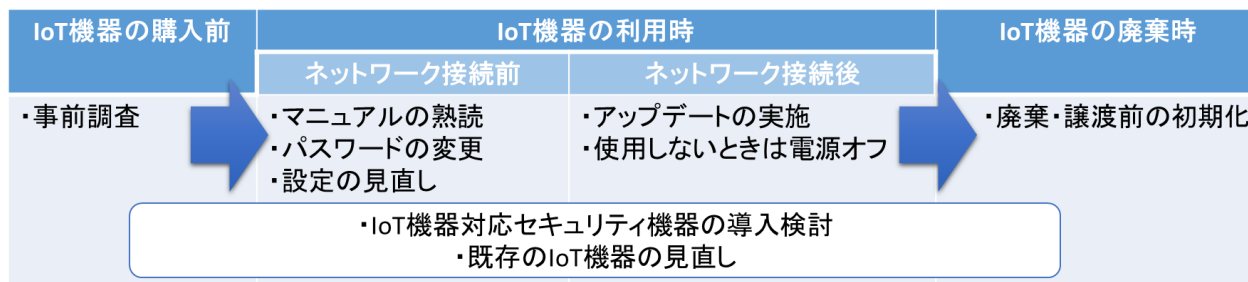 IoT機器の購入前
IoT機器の利用時
IoT機器の廃棄時
ネットワーク接続前
ネットワーク接続後
・事前調査
・マニュアルの熟読
・パスワードの変更
・設定の見直し
・アップデートの実施
・使用しないときは電源オフ
・廃棄・譲渡前の初期化
・IoT機器対応セキュリティ機器の導入検討
・既存のIoT機器の見直し